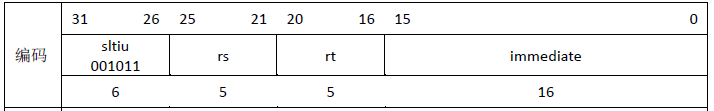 编码
31 26 25 21 20 16 15 0
sltiu
001011
rs rt immediate
6 5 5 16